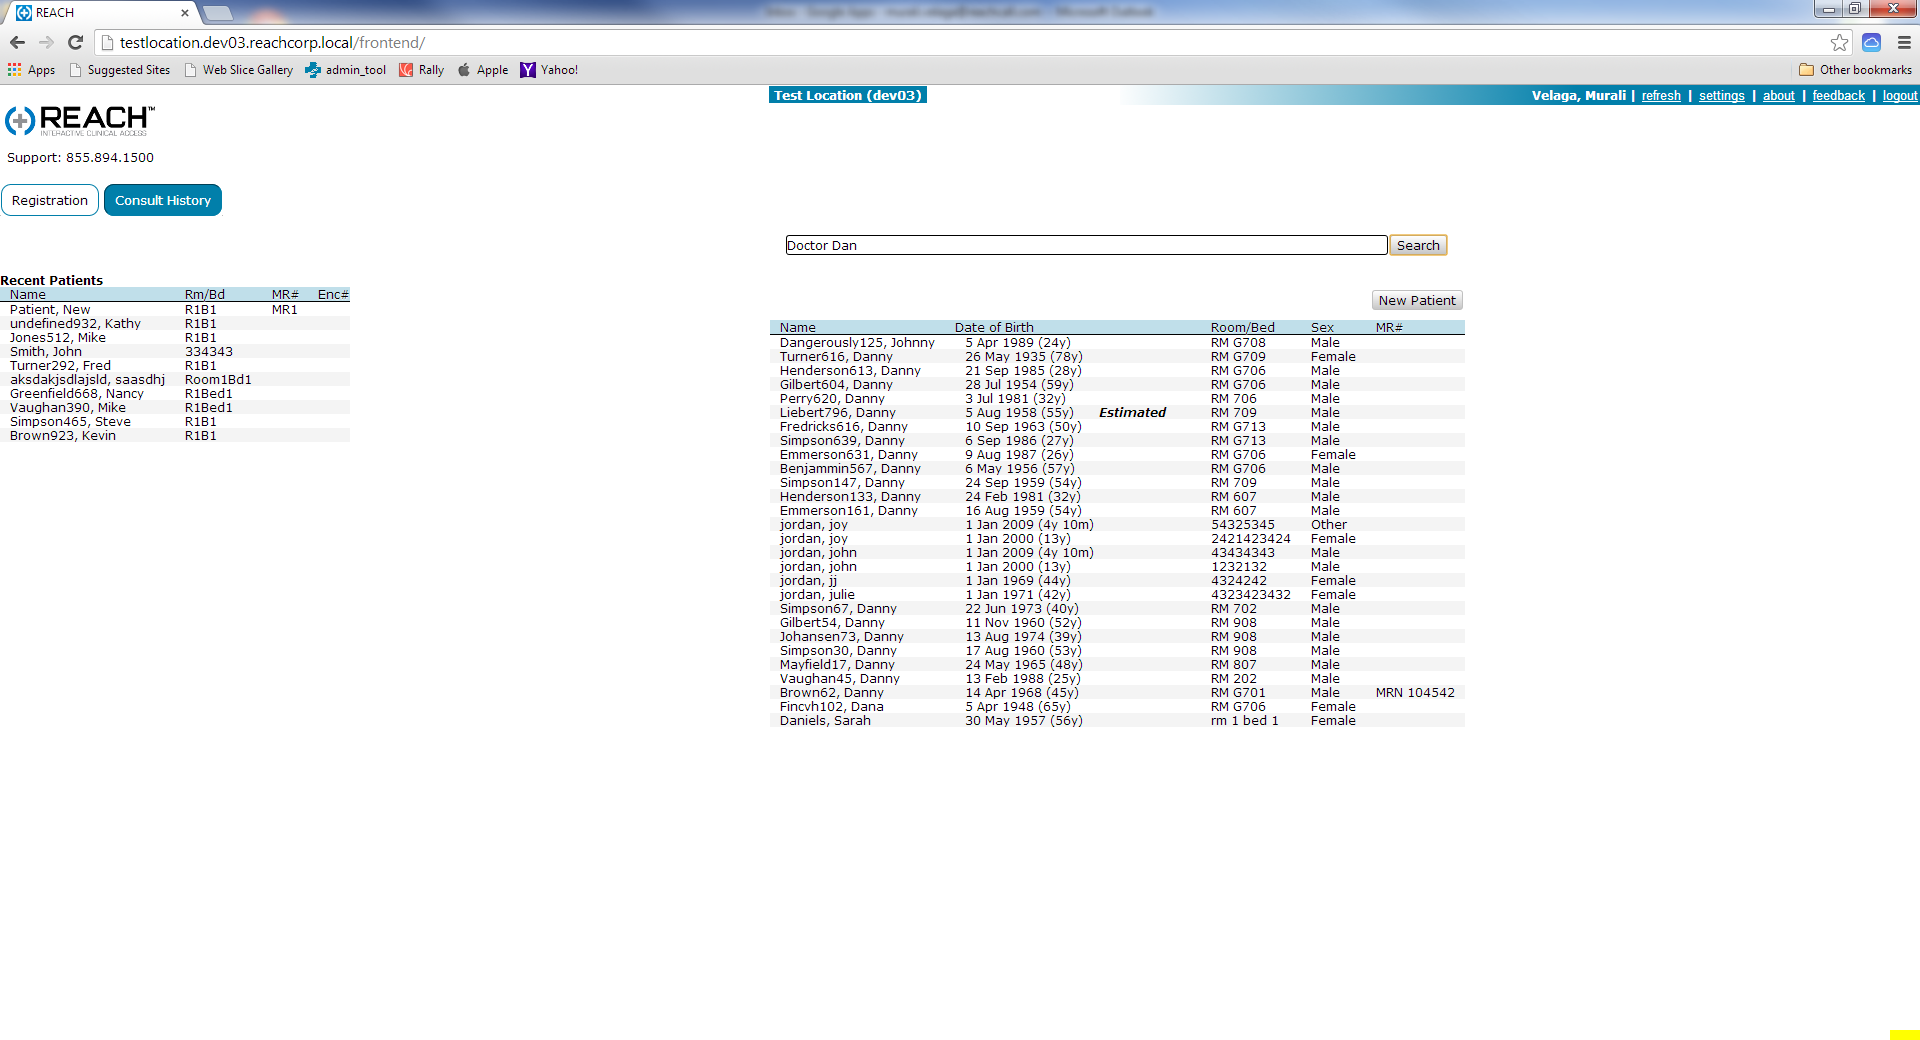 REACH
testlocation.dev03.reachcorp.local/frontend/
Apps Suggested Sites Web Slice Gallery admin_tool Rally Apple Yahoo! Other bookmarks
Test Location (dev03) Velaga, Murali | refresh | settings | about | feedback | logout
REACH™
INTERACTIVE CLINICAL ACCESS
Support: 855.894.1500
Registration Consult History
Doctor Dan Search
Recent Patients
Name Rm/Bd MR# Enc#
Patient, New R1B1 MR1
undefined932, Kathy R1B1
Jones512, Mike R1B1
Smith, John 334343
Turner292, Fred R1B1
aksdakjsdlajsld, saasdhj Room1Bd1
Greenfield668, Nancy R1Bed1
Vaughan390, Mike R1Bed1
Simpson465, Steve R1B1
Brown923, Kevin R1B1
New Patient
Name Date of Birth Room/Bed Sex MR#
Dangerously125, Johnny 5 Apr 1989 (24y) RM G708 Male
Turner616, Danny 26 May 1935 (78y) RM G709 Female
Henderson613, Danny 21 Sep 1985 (28y) RM G706 Male
Gilbert604, Danny 28 Jul 1954 (59y) RM G706 Male
Perry620, Danny 3 Jul 1981 (32y) RM 706 Male
Liebert796, Danny 5 Aug 1958 (55y) Estimated RM 709 Male
Fredricks616, Danny 10 Sep 1963 (50y) RM G713 Male
Simpson639, Danny 6 Sep 1986 (27y) RM G713 Male
Emmerson631, Danny 9 Aug 1987 (26y) RM G706 Female
Benjammin567, Danny 6 May 1956 (57y) RM G706 Male
Simpson147, Danny 24 Sep 1959 (54y) RM 709 Male
Henderson133, Danny 24 Feb 1981 (32y) RM 607 Male
Emmerson161, Danny 16 Aug 1959 (54y) RM 607 Male
jordan, joy 1 Jan 2009 (4y 10m) 54325345 Other
jordan, joy 1 Jan 2000 (13y) 2421423424 Female
jordan, john 1 Jan 2009 (4y 10m) 43434343 Male
jordan, john 1 Jan 2000 (13y) 1232132 Male
jordan, jj 1 Jan 1969 (44y) 4324242 Female
jordan, julie 1 Jan 1971 (42y) 4323423432 Female
Simpson67, Danny 22 Jun 1973 (40y) RM 702 Male
Gilbert54, Danny 11 Nov 1960 (52y) RM 908 Male
Johansen73, Danny 13 Aug 1974 (39y) RM 908 Male
Simpson30, Danny 17 Aug 1960 (53y) RM 908 Male
Mayfield17, Danny 24 May 1965 (48y) RM 807 Male
Vaughan45, Danny 13 Feb 1988 (25y) RM 202 Male
Brown62, Danny 14 Apr 1968 (45y) RM G701 Male MRN 104542
Fincvh102, Dana 5 Apr 1948 (65y) RM G706 Female
Daniels, Sarah 30 May 1957 (56y) rm 1 bed 1 Female